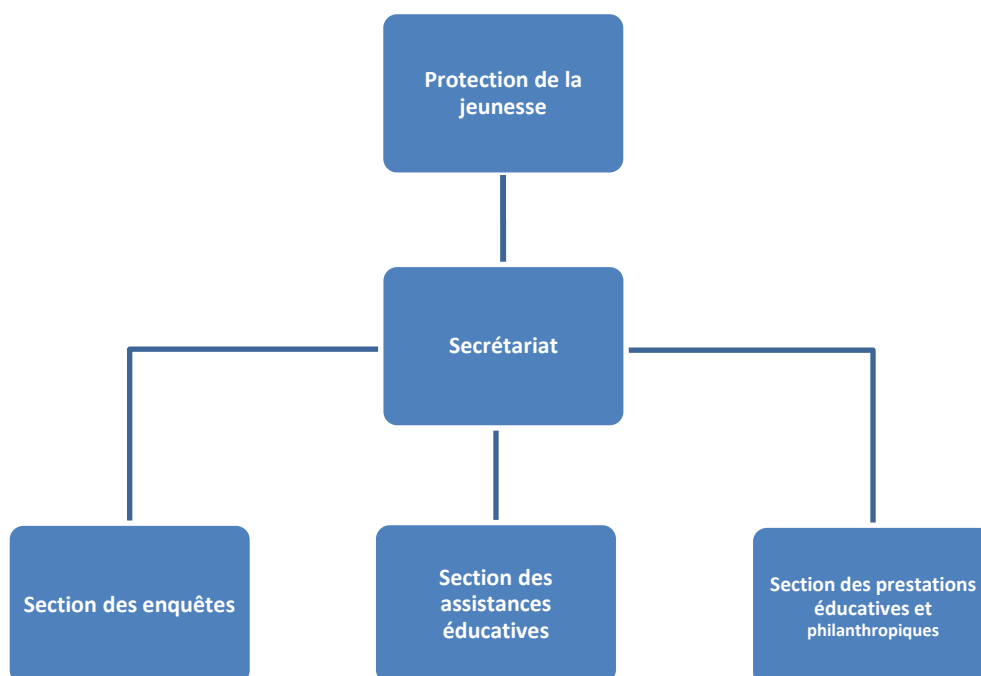 Protection de la
jeunesse
Secrétariat
Section des enquêtes
Section des
assistances
éducatives
Section des prestations
éducatives et
philanthropiques